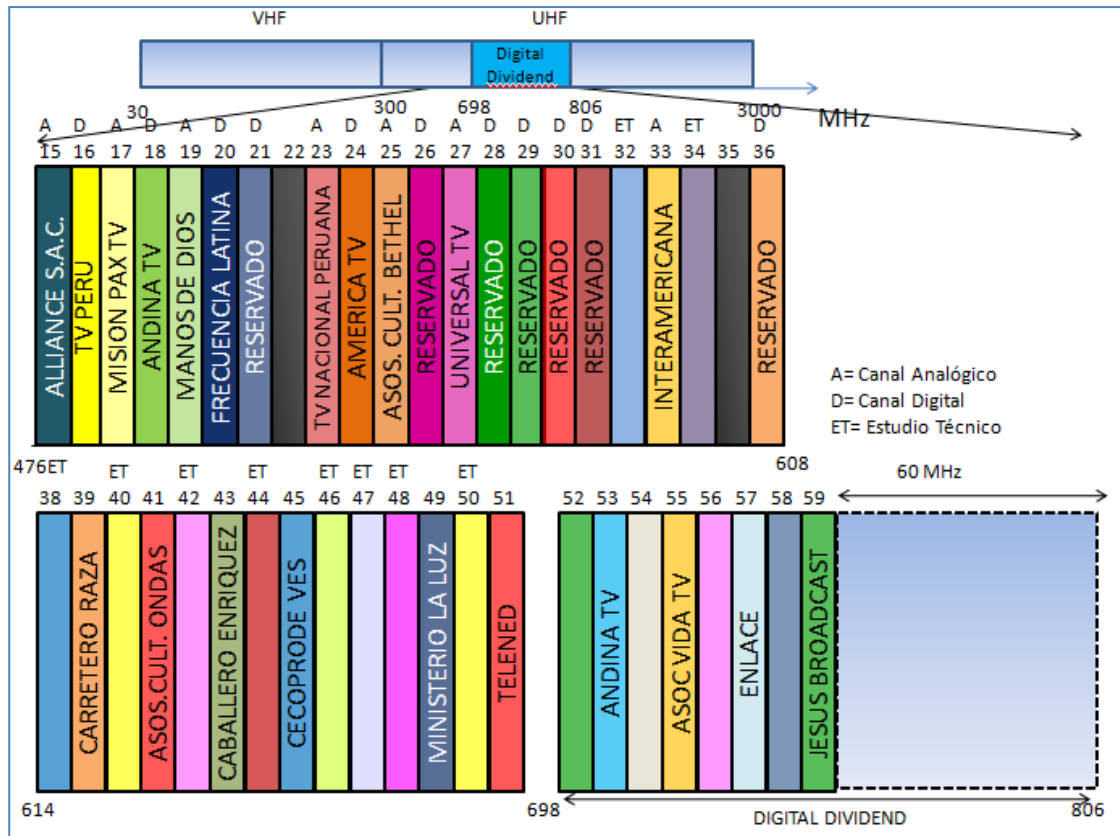 VHF UHF
Digital
Dividend
30 300 698 806 3000
MHz
A D A D A D D A D A D A D D D D ET A ET D
15 16 17 18 19 20 21 22 23 24 25 26 27 28 29 30 31 32 33 34 35 36
ALLIANCE S.A.C.
TV PERU
MISION PAX TV
ANDINA TV
MANOS DE DIOS
FRECUENCIA LATINA
RESERVADO
TV NACIONAL PERUANA
AMERICA TV
ASOS. CULT. BETHEL
RESERVADO
UNIVERSAL TV
RESERVADO
RESERVADO
RESERVADO
RESERVADO
INTERAMERICANA
RESERVADO
A= Canal Analógico
D= Canal Digital
ET= Estudio Técnico
476 608
ET ET ET ET ET ET ET ET
38 39 40 41 42 43 44 45 46 47 48 49 50 51 52 53 54 55 56 57 58 59
60 MHz
CARRETERO RAZA
ASOS.CULT. ONDAS
CABALLERO ENRIQUEZ
CECOPRODE VES
MINISTERIO LA LUZ
TELENED
ANDINA TV
ASOC VIDA TV
ENLACE
JESUS BROADCAST
614 698 806
DIGITAL DIVIDEND